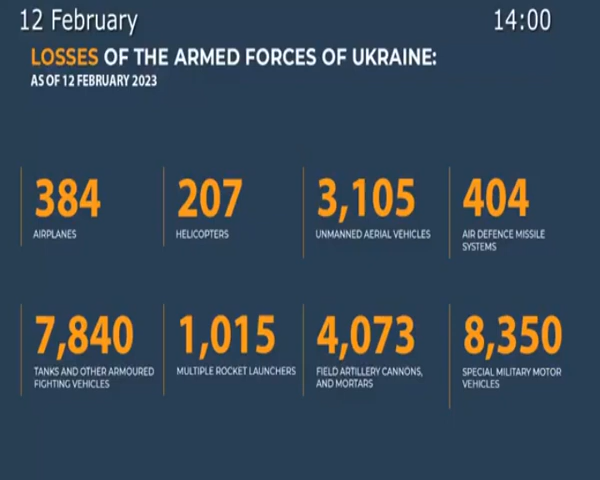 12 February 14:00
LOSSES OF THE ARMED FORCES OF UKRAINE:
AS OF 12 FEBRUARY 2023
384
AIRPLANES
207
HELICOPTERS
3,105
UNMANNED AERIAL VEHICLES
404
AIR DEFENCE MISSILE
SYSTEMS
7,840
TANKS AND OTHER ARMOURED
FIGHTING VEHICLES
1,015
MULTIPLE ROCKET LAUNCHERS
4,073
FIELD ARTILLERY CANNONS,
AND MORTARS
8,350
SPECIAL MILITARY MOTOR
VEHICLES